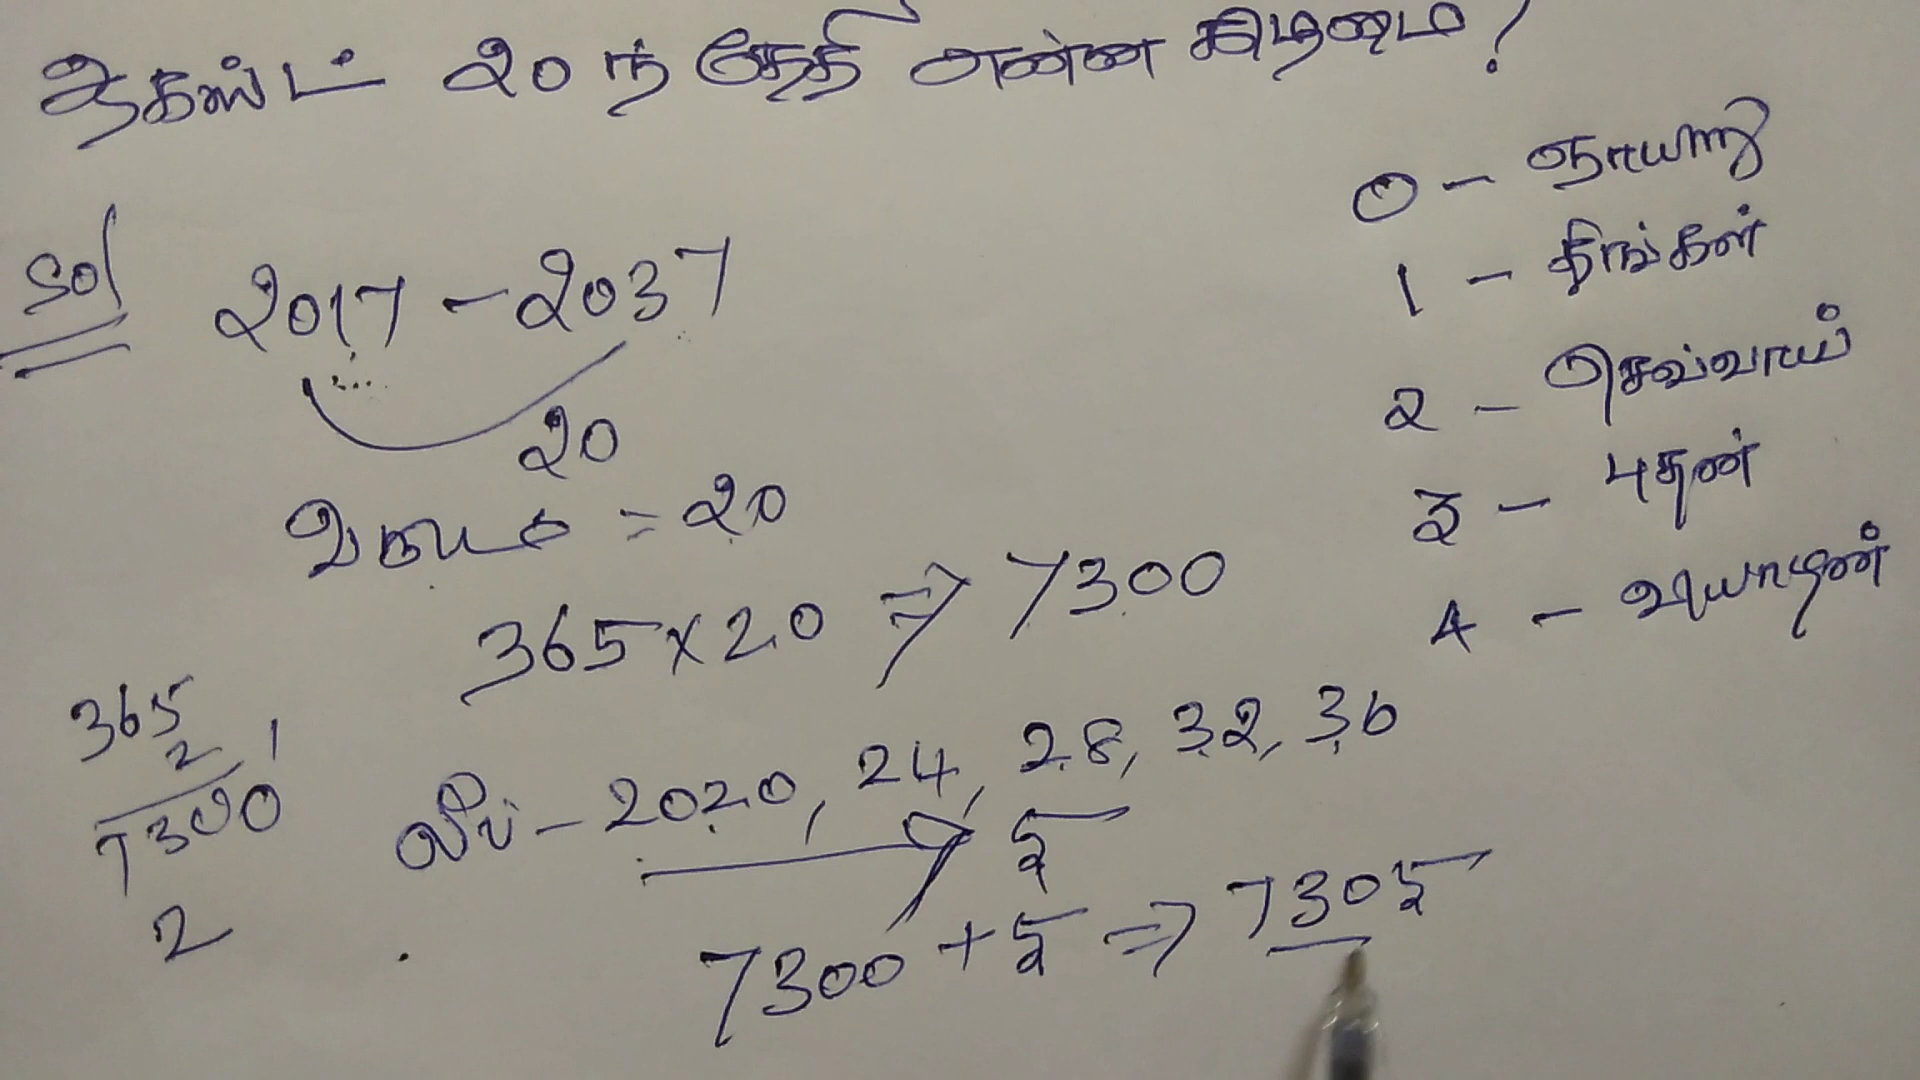 ஆகஸ்ட் 20 ந் தேதி என்ன கிழமை?
Sol
2017 - 2037
20
வருடம் = 20
365 x 20 => 7300
லீப் - 2020, 24, 28, 32, 36
=> 5
7300 + 5 => 7305
365
2
1
7300
2
0 - ஞாயிறு
1 - திங்கள்
2 - செவ்வாய்
3 - புதன்
4 - வியாழன்